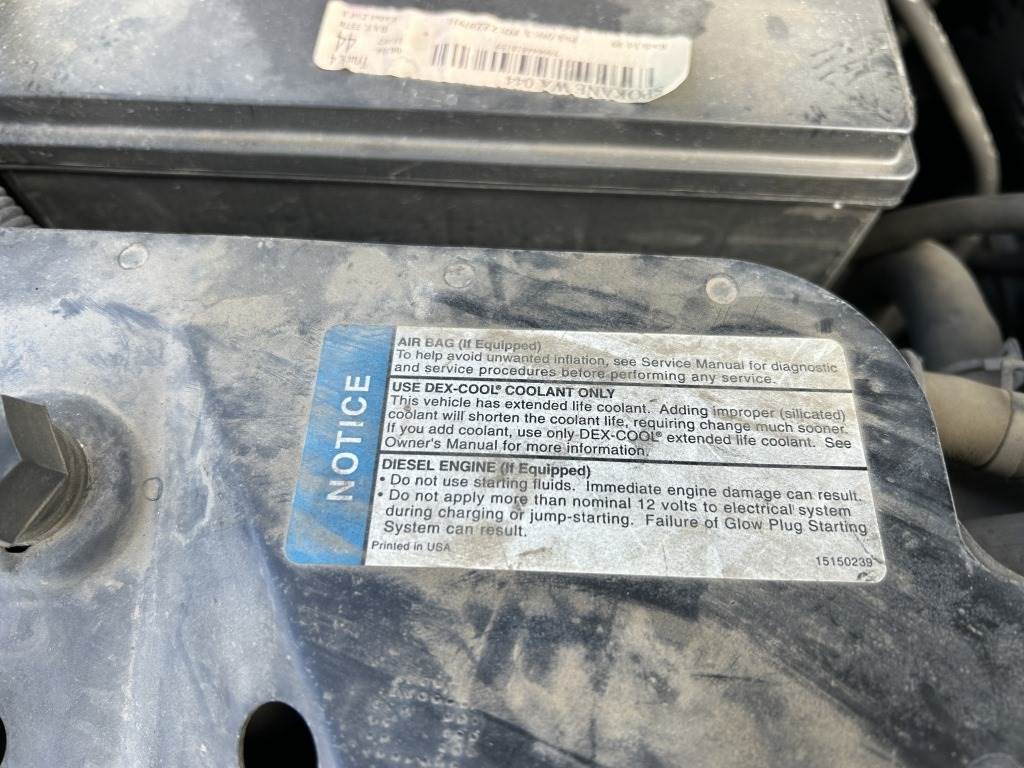 SPOKANE WA 044
44
NOTICE
AIR BAG (If Equipped)
To help avoid unwanted inflation, see Service Manual for diagnostic
and service procedures before performing any service.
USE DEX-COOL® COOLANT ONLY
This vehicle has extended life coolant. Adding improper (silicated)
coolant will shorten the coolant life, requiring change much sooner.
If you add coolant, use only DEX-COOL® extended life coolant. See
Owner's Manual for more information.
DIESEL ENGINE (If Equipped)
• Do not use starting fluids. Immediate engine damage can result.
• Do not apply more than nominal 12 volts to electrical system
during charging or jump-starting. Failure of Glow Plug Starting
System can result.
Printed in USA
15150239